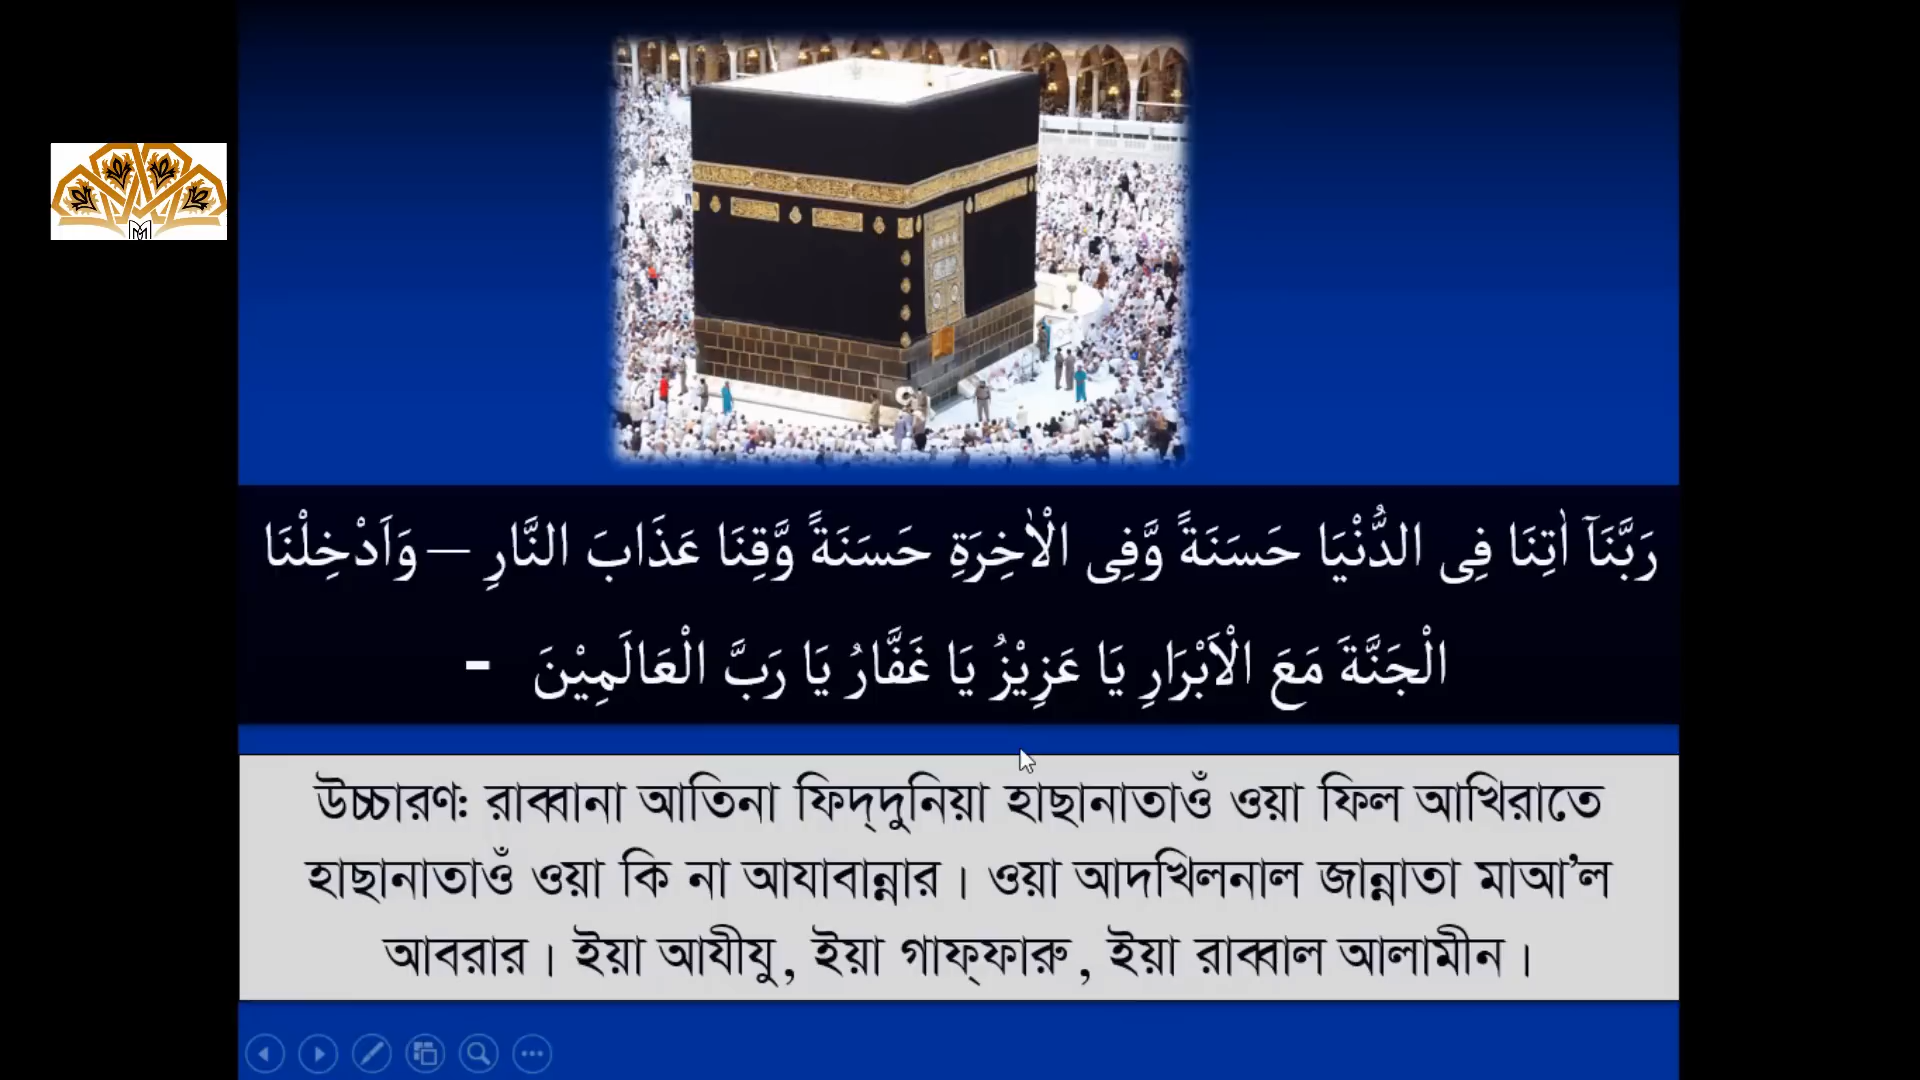 رَبَّنَآ اٰتِنَا فِى الدُّنْيَا حَسَنَةً وَّفِى الْاٰخِرَةِ حَسَنَةً وَّقِنَا عَذَابَ النَّارِ – وَاَدْخِلْنَا
الْجَنَّةَ مَعَ الْاَبْرَارِ يَا عَزِيْزُ يَا غَفَّارُ يَا رَبَّ الْعَالَمِيْنَ -
উচ্চারণঃ রাব্বানা আতিনা ফিদ্‌দুনিয়া হাছানাতাওঁ ওয়া ফিল আখিরাতে
হাছানাতাওঁ ওয়া কি না আযাবান্নার। ওয়া আদখিলনাল জান্নাতা মাআ’ল
আবরার। ইয়া আযীযু, ইয়া গাফ্‌ফারু, ইয়া রাব্বাল আলামীন।